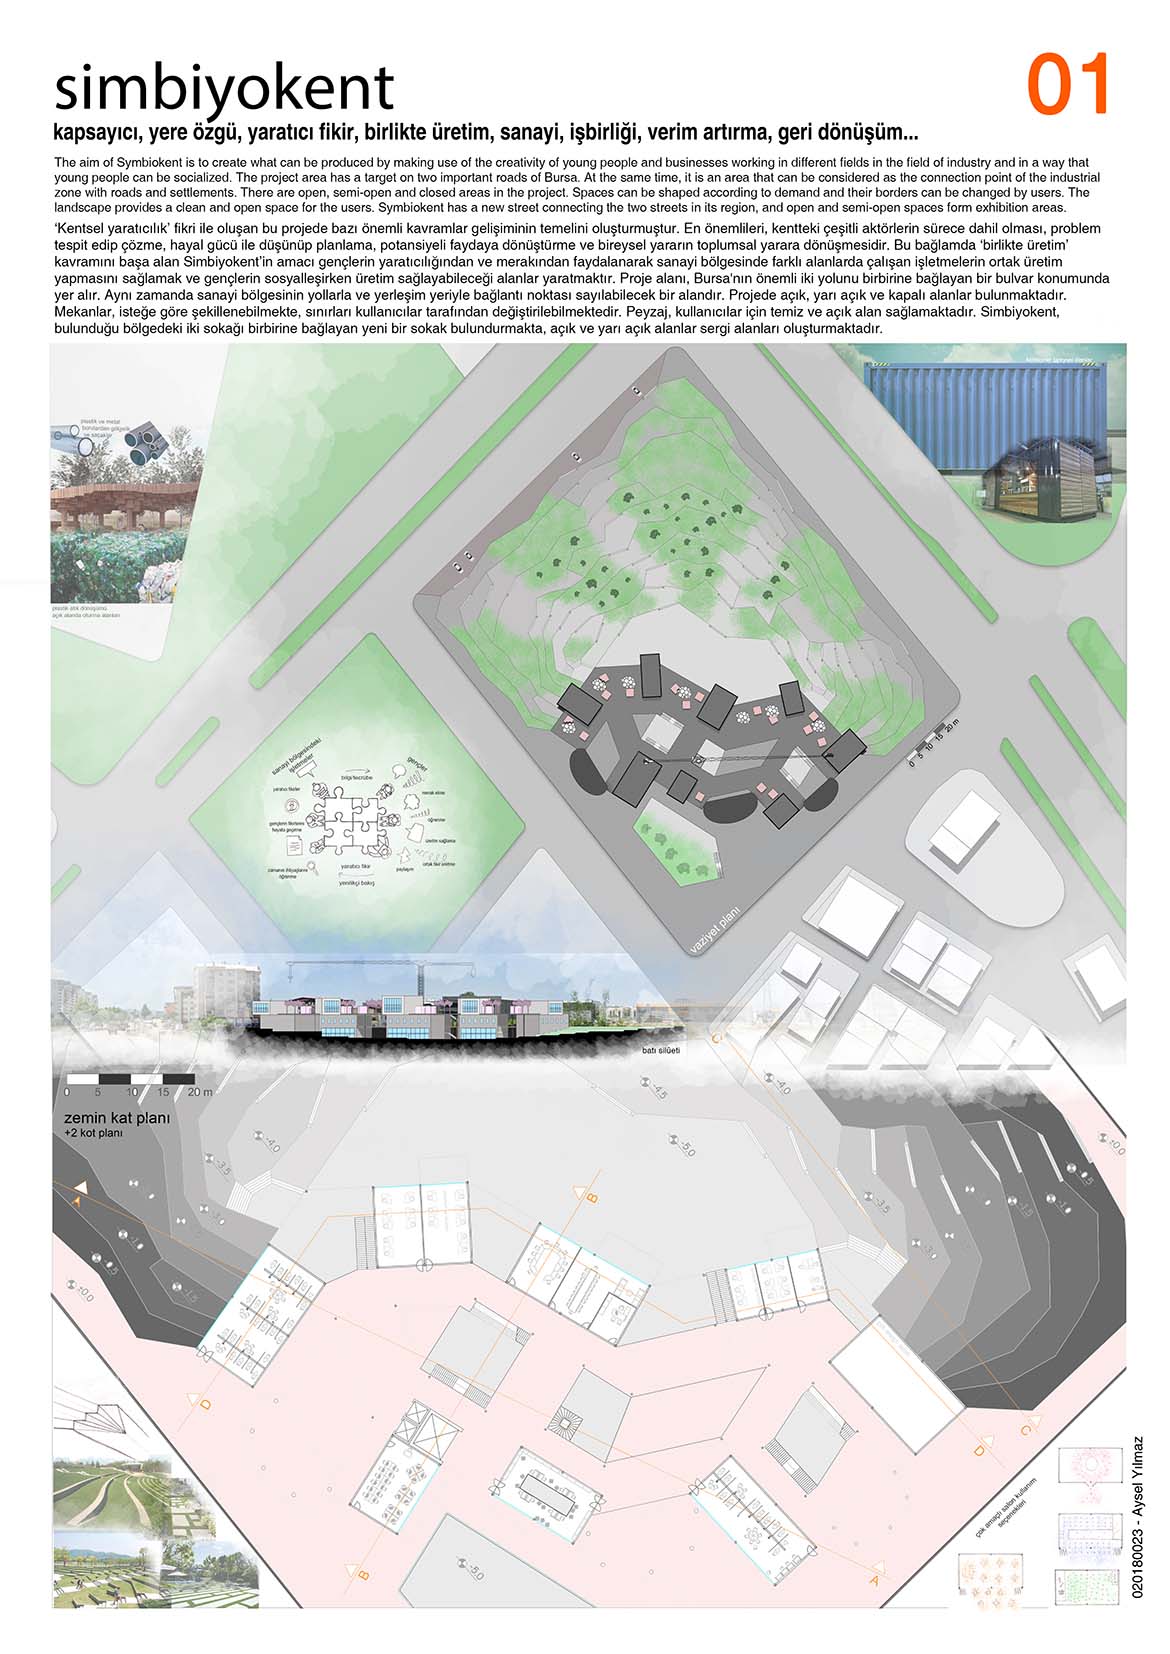 simbiyokent
01
kapsayıcı, yere özgü, yaratıcı fikir, birlikte üretim, sanayi, işbirliği, verim artırma, geri dönüşüm...
The aim of Symbiokent is to create what can be produced by making use of the creativity of young people and businesses working in different fields in the field of industry and in a way that
young people can be socialized. The project area has a target on two important roads of Bursa. At the same time, it is an area that can be considered as the connection point of the industrial
zone with roads and settlements. There are open, semi-open and closed areas in the project. Spaces can be shaped according to demand and their borders can be changed by users. The
landscape provides a clean and open space for the users. Symbiokent has a new street connecting the two streets in its region, and open and semi-open spaces form exhibition areas.
‘Kentsel yaratıcılık’ fikri ile oluşan bu projede bazı önemli kavramlar gelişiminin temelini oluşturmuştur. En önemlileri, kentteki çeşitli aktörlerin sürece dahil olması, problem
tespit edip çözme, hayal gücü ile düşünüp planlama, potansiyeli faydaya dönüştürme ve bireysel yararın toplumsal yarara dönüşmesidir. Bu bağlamda ‘birlikte üretim’
kavramını başa alan Simbiyokent’in amacı gençlerin yaratıcılığından ve merakından faydalanarak sanayi bölgesinde farklı alanlarda çalışan işletmelerin ortak üretim
yapmasını sağlamak ve gençlerin sosyalleşirken üretim sağlayabileceği alanlar yaratmaktır. Proje alanı, Bursa'nın önemli iki yolunu birbirine bağlayan bir bulvar konumunda
yer alır. Aynı zamanda sanayi bölgesinin yollarla ve yerleşim yeriyle bağlantı noktası sayılabilecek bir alandır. Projede açık, yarı açık ve kapalı alanlar bulunmaktadır.
Mekanlar, isteğe göre şekillenebilmekte, sınırları kullanıcılar tarafından değiştirilebilmektedir. Peyzaj, kullanıcılar için temiz ve açık alan sağlamaktadır. Simbiyokent,
bulunduğu bölgedeki iki sokağı birbirine bağlayan yeni bir sokak bulundurmakta, açık ve yarı açık alanlar sergi alanları oluşturmaktadır.
plastik ve metal
borulardan gölgelik
ve saçaklar
plastik atık dönüşümü
açık alanda oturma alanları
0 5 10 15 20 m
sanayi bölgesindeki
işletmeler
bilgi/tecrübe
gençler
yaratıcı fikirler
merak etme
öğrenme
gençlerin fikirlerini
hayata geçirme
üretim sağlama
zamanın ihtiyaçlarını
öğrenme
yaratıcı fikir
yenilikçi bakış
paylaşım
ortak fikir üretme
vaziyet planı
batı silüeti
0 5 10 15 20 m
zemin kat planı
+2 kot planı
-4.5
-4.0
-5.0
-4.0
-3.5
-3.0
-1.5
-1.0
-0.5
±0.0
-3.5
-3.0
-1.5
-1.0
-0.5
±0.0
-5.0
A
B
C
D
D
C
B
A
çok amaçlı salon kullanım
seçenekleri
020180023 - Aysel Yılmaz